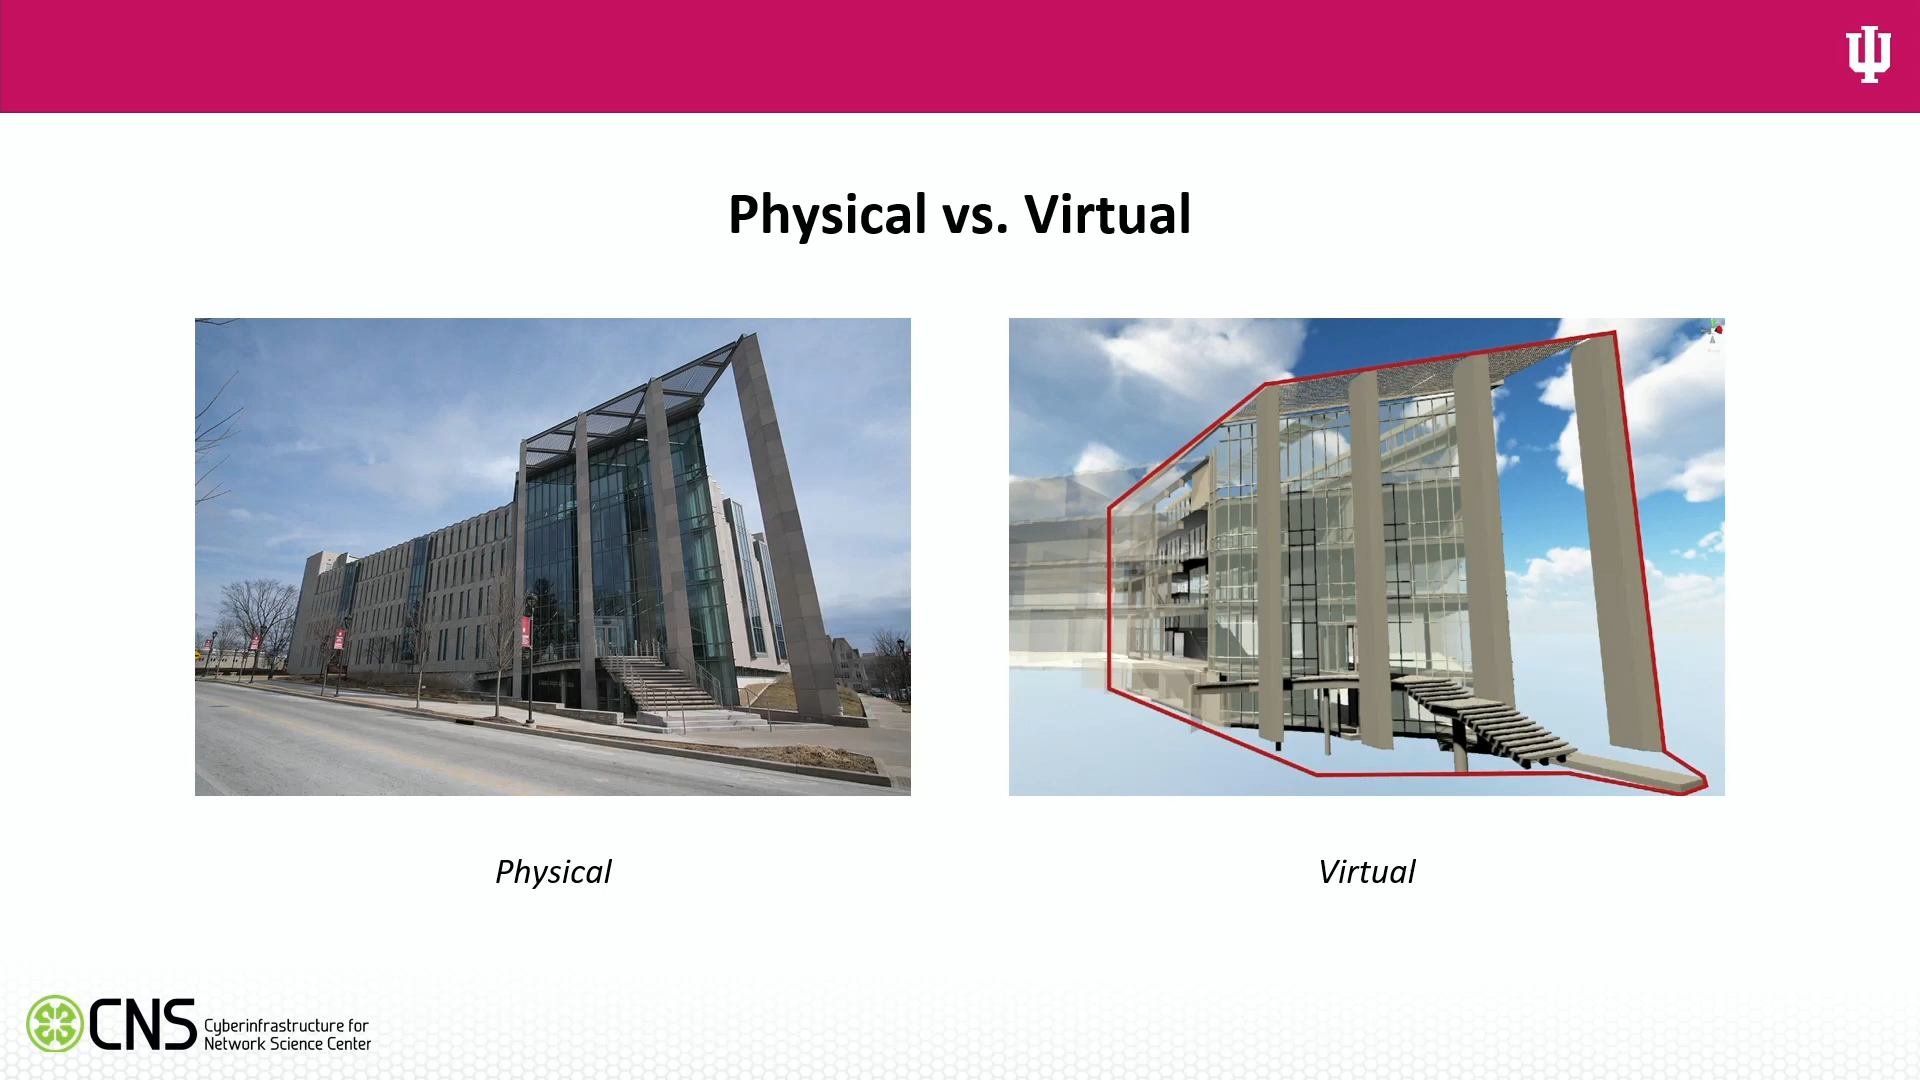 Physical vs. Virtual
Physical
Virtual
CNS
Cyberinfrastructure for
Network Science Center